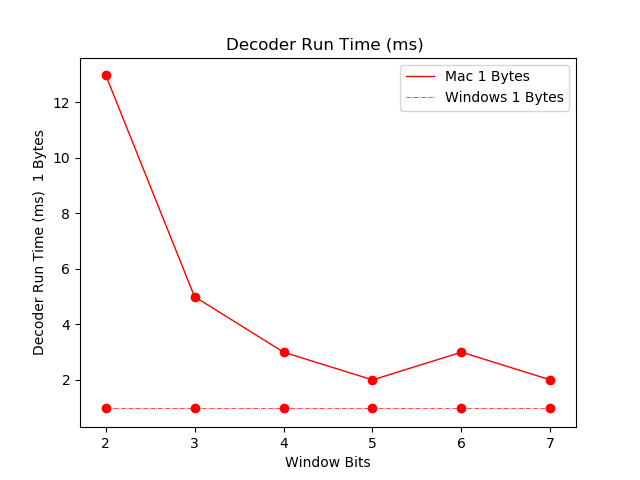 Decoder Run Time (ms)
Mac 1 Bytes
Windows 1 Bytes
Decoder Run Time (ms)  1 Bytes
12
10
8
6
4
2
2 3 4 5 6 7
Window Bits